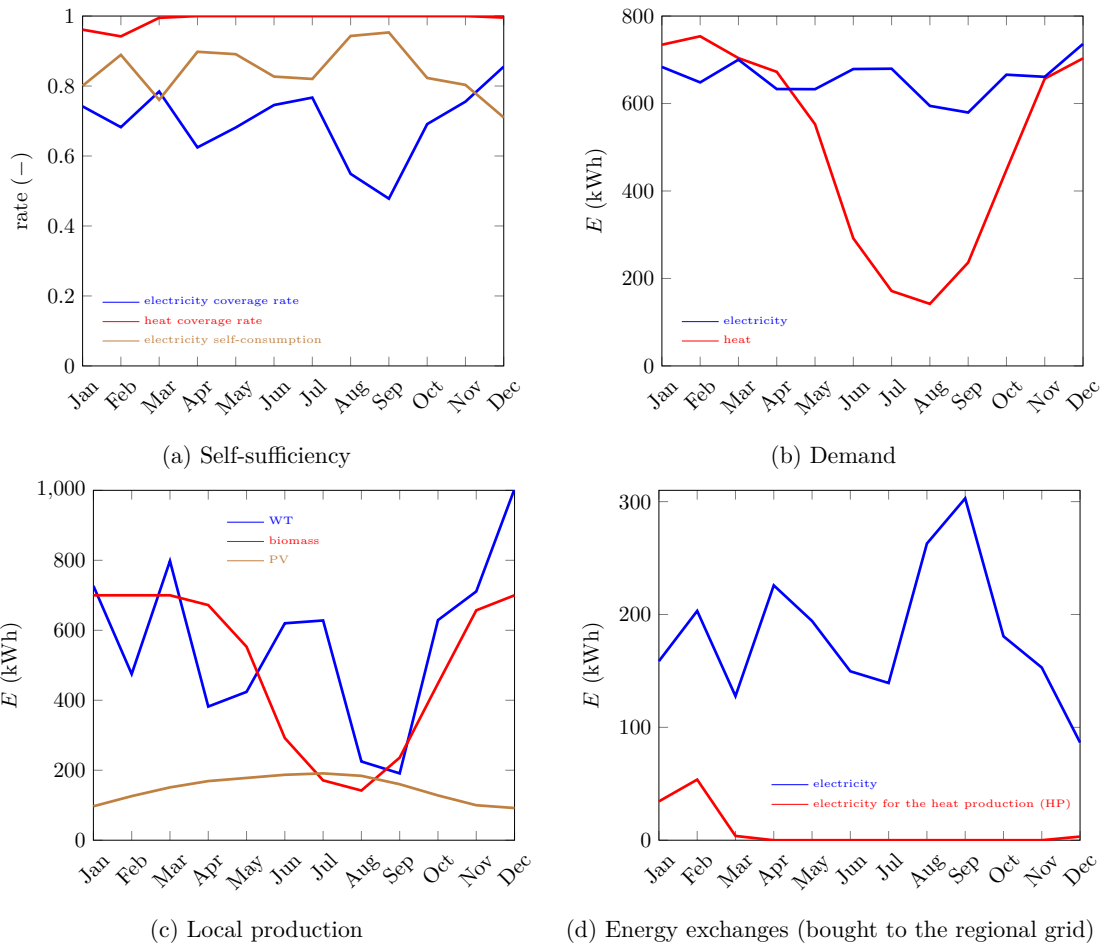 1
0.8
0.6
0.4
0.2
0
rate (−)
electricity coverage rate
heat coverage rate
electricity self-consumption
Jan Feb Mar Apr May Jun Jul Aug Sep Oct Nov Dec
(a) Self-sufficiency
800
600
400
200
0
E (kWh)
electricity
heat
Jan Feb Mar Apr May Jun Jul Aug Sep Oct Nov Dec
(b) Demand
1,000
800
600
400
200
0
E (kWh)
WT
biomass
PV
Jan Feb Mar Apr May Jun Jul Aug Sep Oct Nov Dec
(c) Local production
300
200
100
0
E (kWh)
electricity
electricity for the heat production (HP)
Jan Feb Mar Apr May Jun Jul Aug Sep Oct Nov Dec
(d) Energy exchanges (bought to the regional grid)